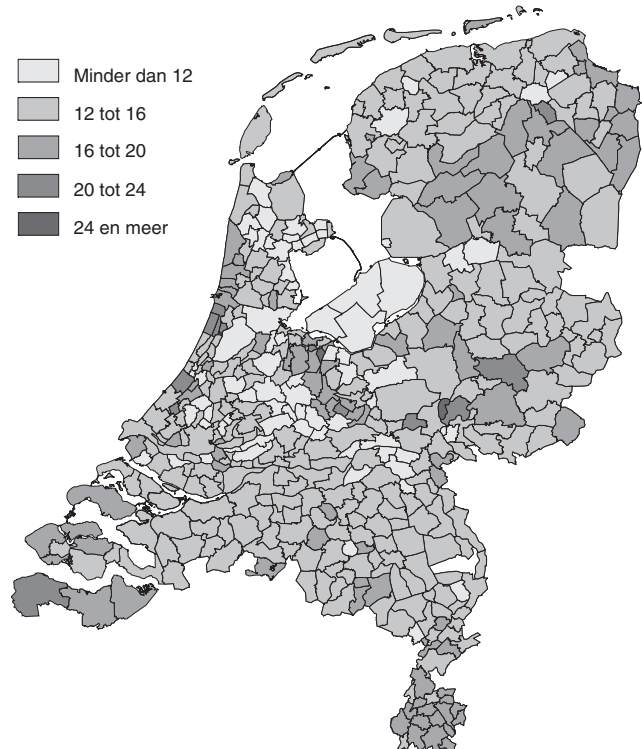 Minder dan 12
12 tot 16
16 tot 20
20 tot 24
24 en meer